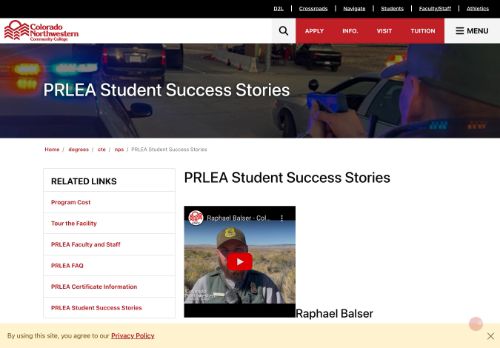 D2L Crossroads Navigate Students Faculty/Staff Athletics
Colorado
Northwestern
Community College
APPLY INFO. VISIT TUITION MENU
PRLEA Student Success Stories
Home / degrees / cte / nps / PRLEA Student Success Stories
RELATED LINKS
Program Cost
Tour the Facility
PRLEA Faculty and Staff
PRLEA FAQ
PRLEA Certificate Information
PRLEA Student Success Stories
PRLEA Student Success Stories
Raphael Balser - Col...
Raphael Balser
By using this site, you agree to our Privacy Policy